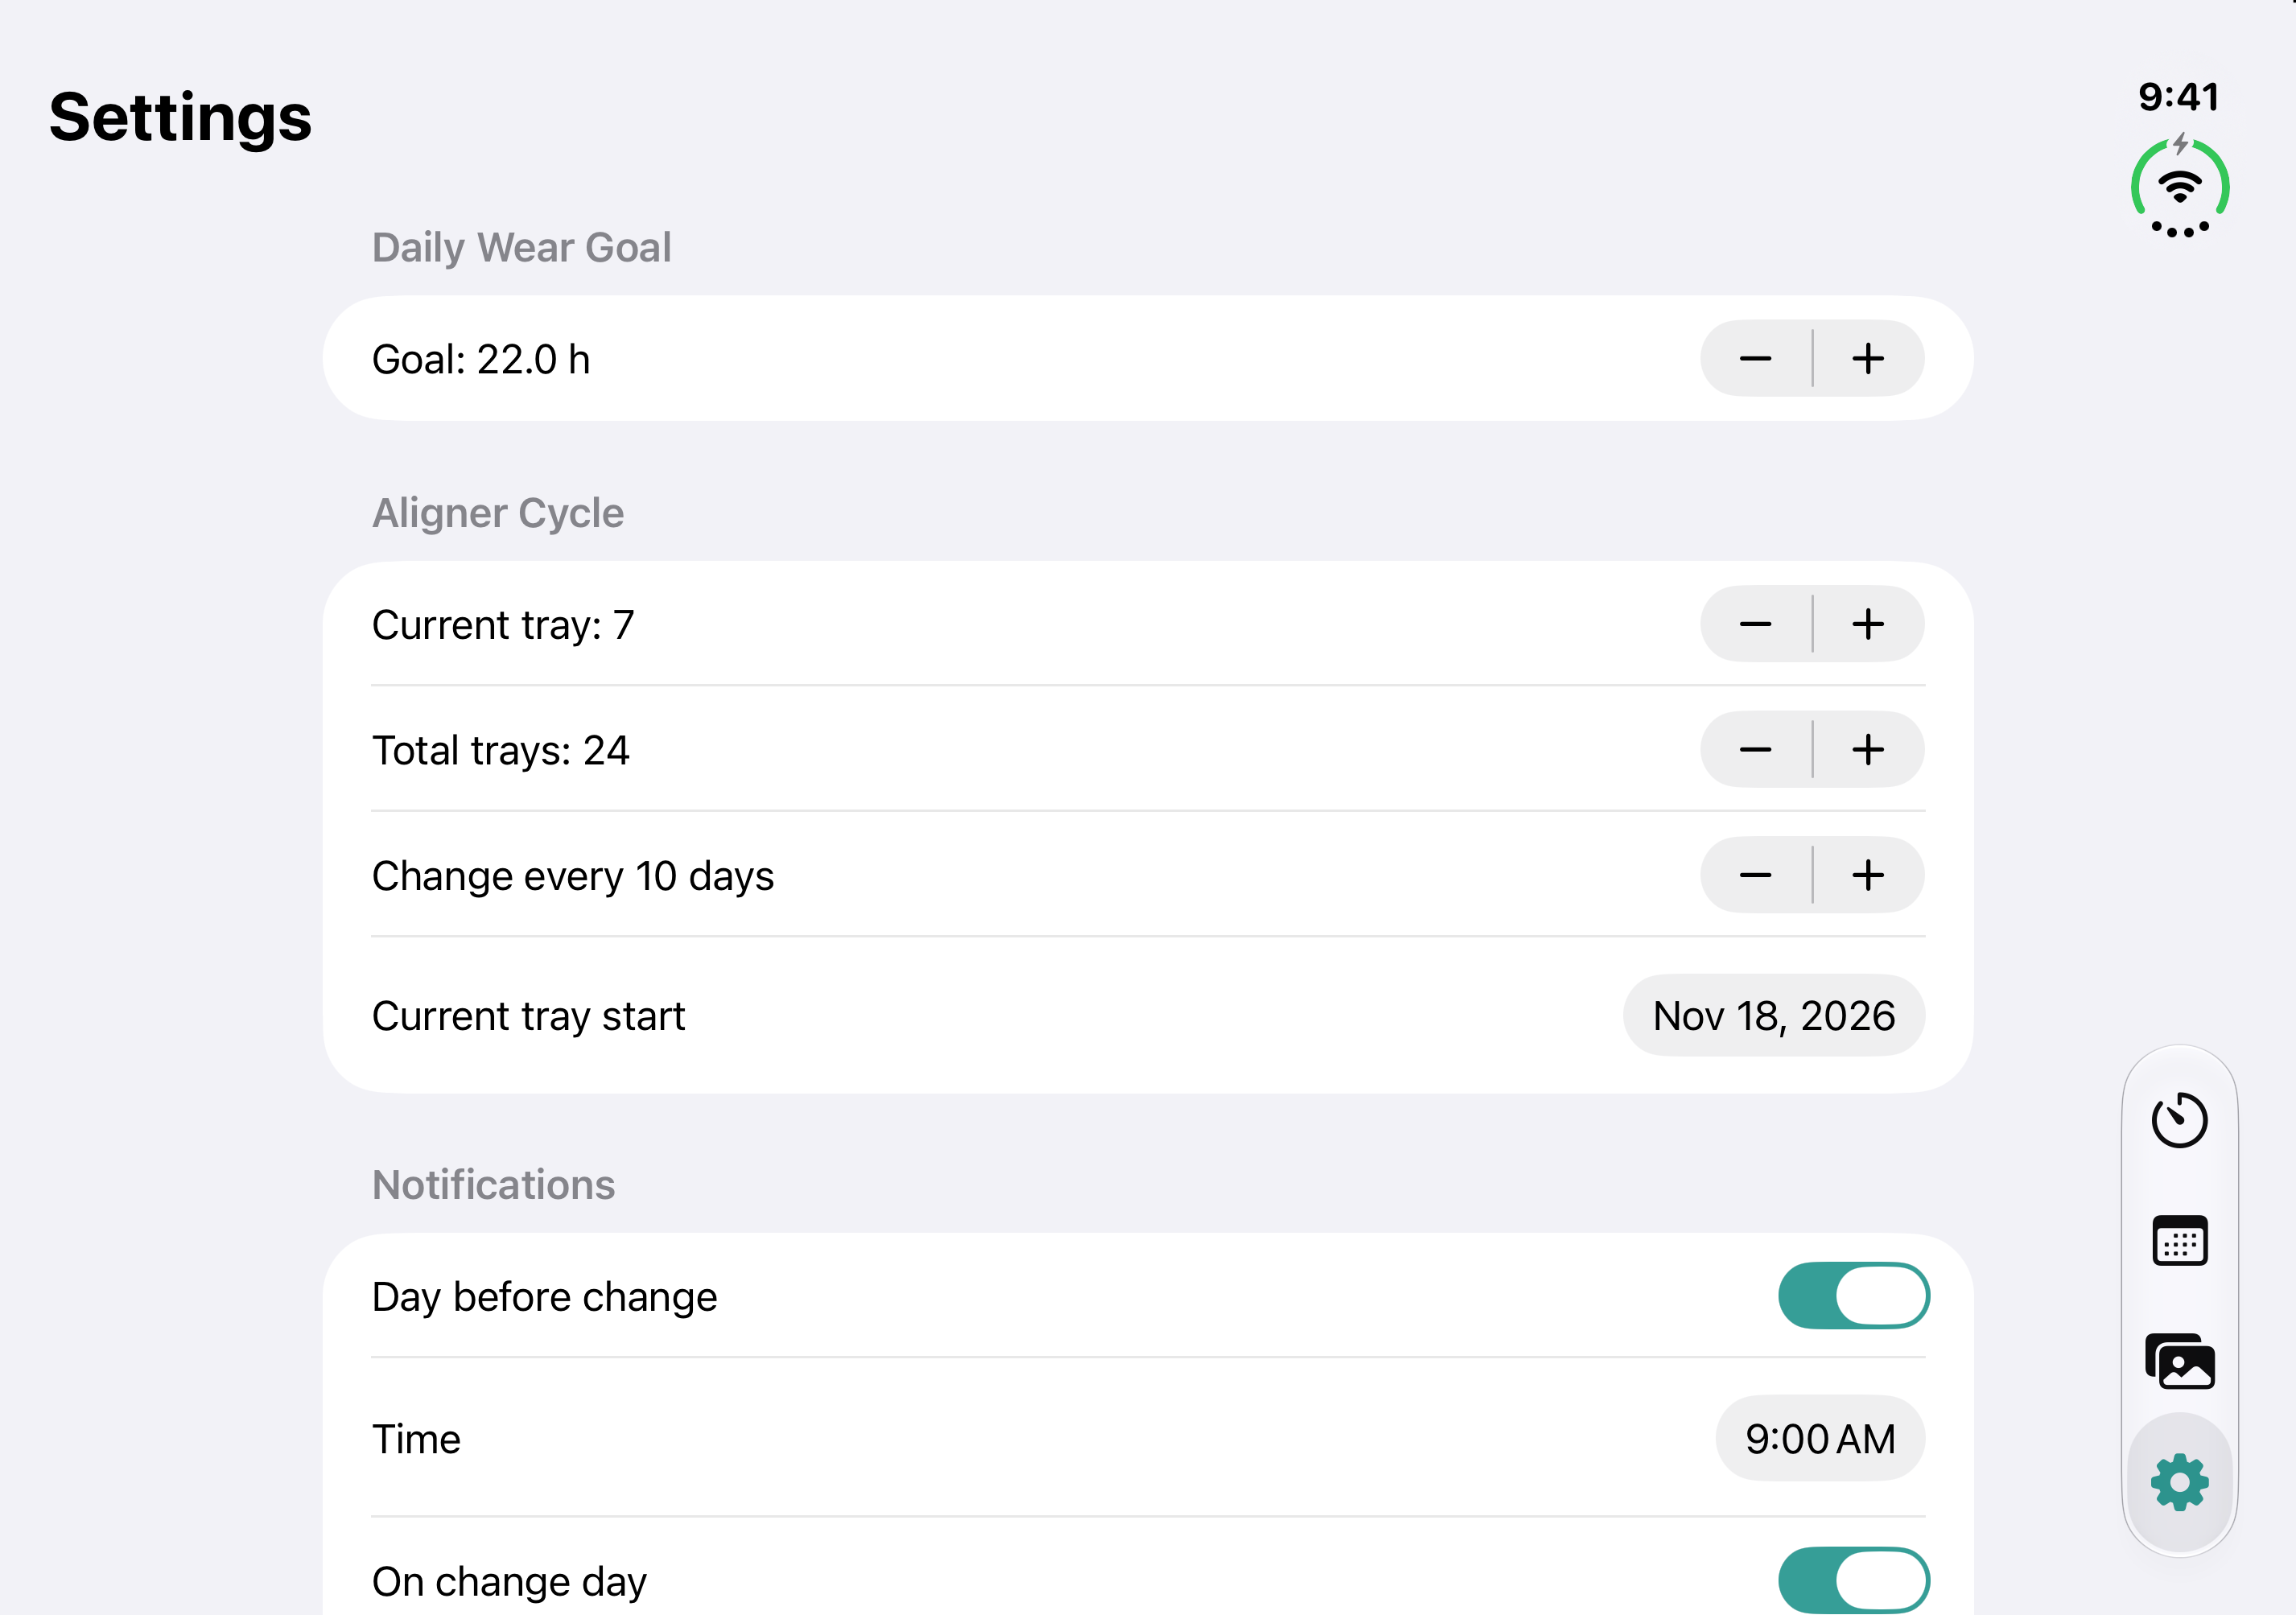 Settings
9:41
Daily Wear Goal
Goal: 22.0 h
Aligner Cycle
Current tray: 7
Total trays: 24
Change every 10 days
Current tray start
Nov 18, 2026
Notifications
Day before change
Time
9:00 AM
On change day